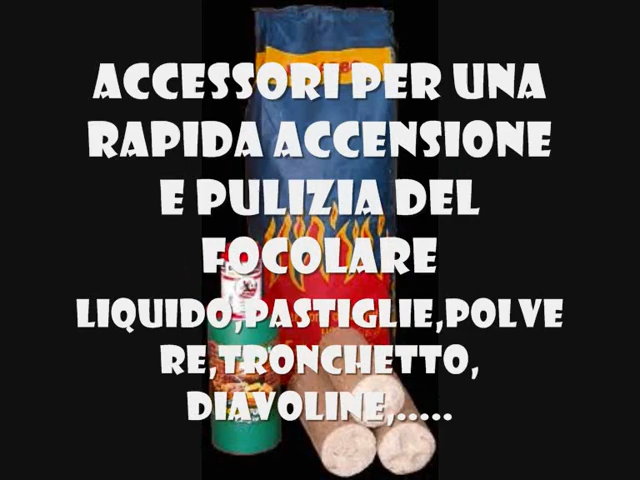 ACCESSORI PER UNA
RAPIDA ACCENSIONE
E PULIZIA DEL
FOCOLARE
LIQUIDO,PASTIGLIE,POLVE
RE,TRONCHETTO,
DIAVOLINE,.....